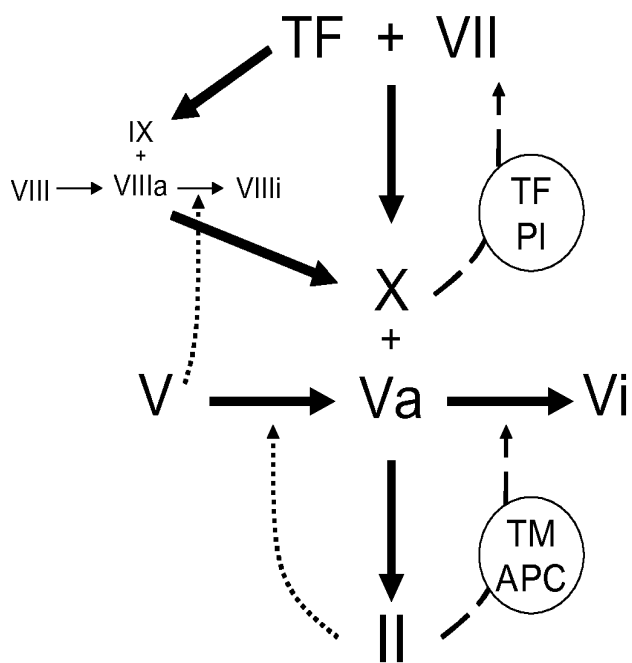 TF + VII
IX
+
VIII VIIIa VIIIi
TF
PI
X
+
V Va Vi
TM
APC
II